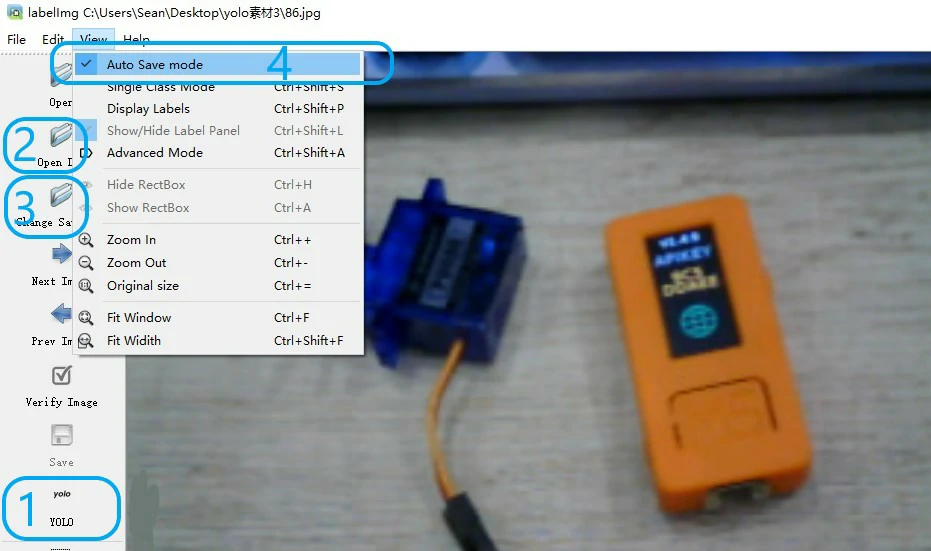 labelImg C:\Users\Sean\Desktop\yolo素材3\86.jpg
File Edit View Help
Auto Save mode 4
Single Class Mode Ctrl+Shift+S
Display Labels Ctrl+Shift+P
Show/Hide Label Panel Ctrl+Shift+L
Advanced Mode Ctrl+Shift+A
Hide RectBox Ctrl+H
Show RectBox Ctrl+A
Zoom In Ctrl++
Zoom Out Ctrl+-
Original size Ctrl+=
Fit Window Ctrl+F
Fit Widith Ctrl+Shift+F
Open
2
Open D
3
Change Sa
Next Im
Prev Im
Verify Image
Save
1
yolo
YOLO
APIKEY